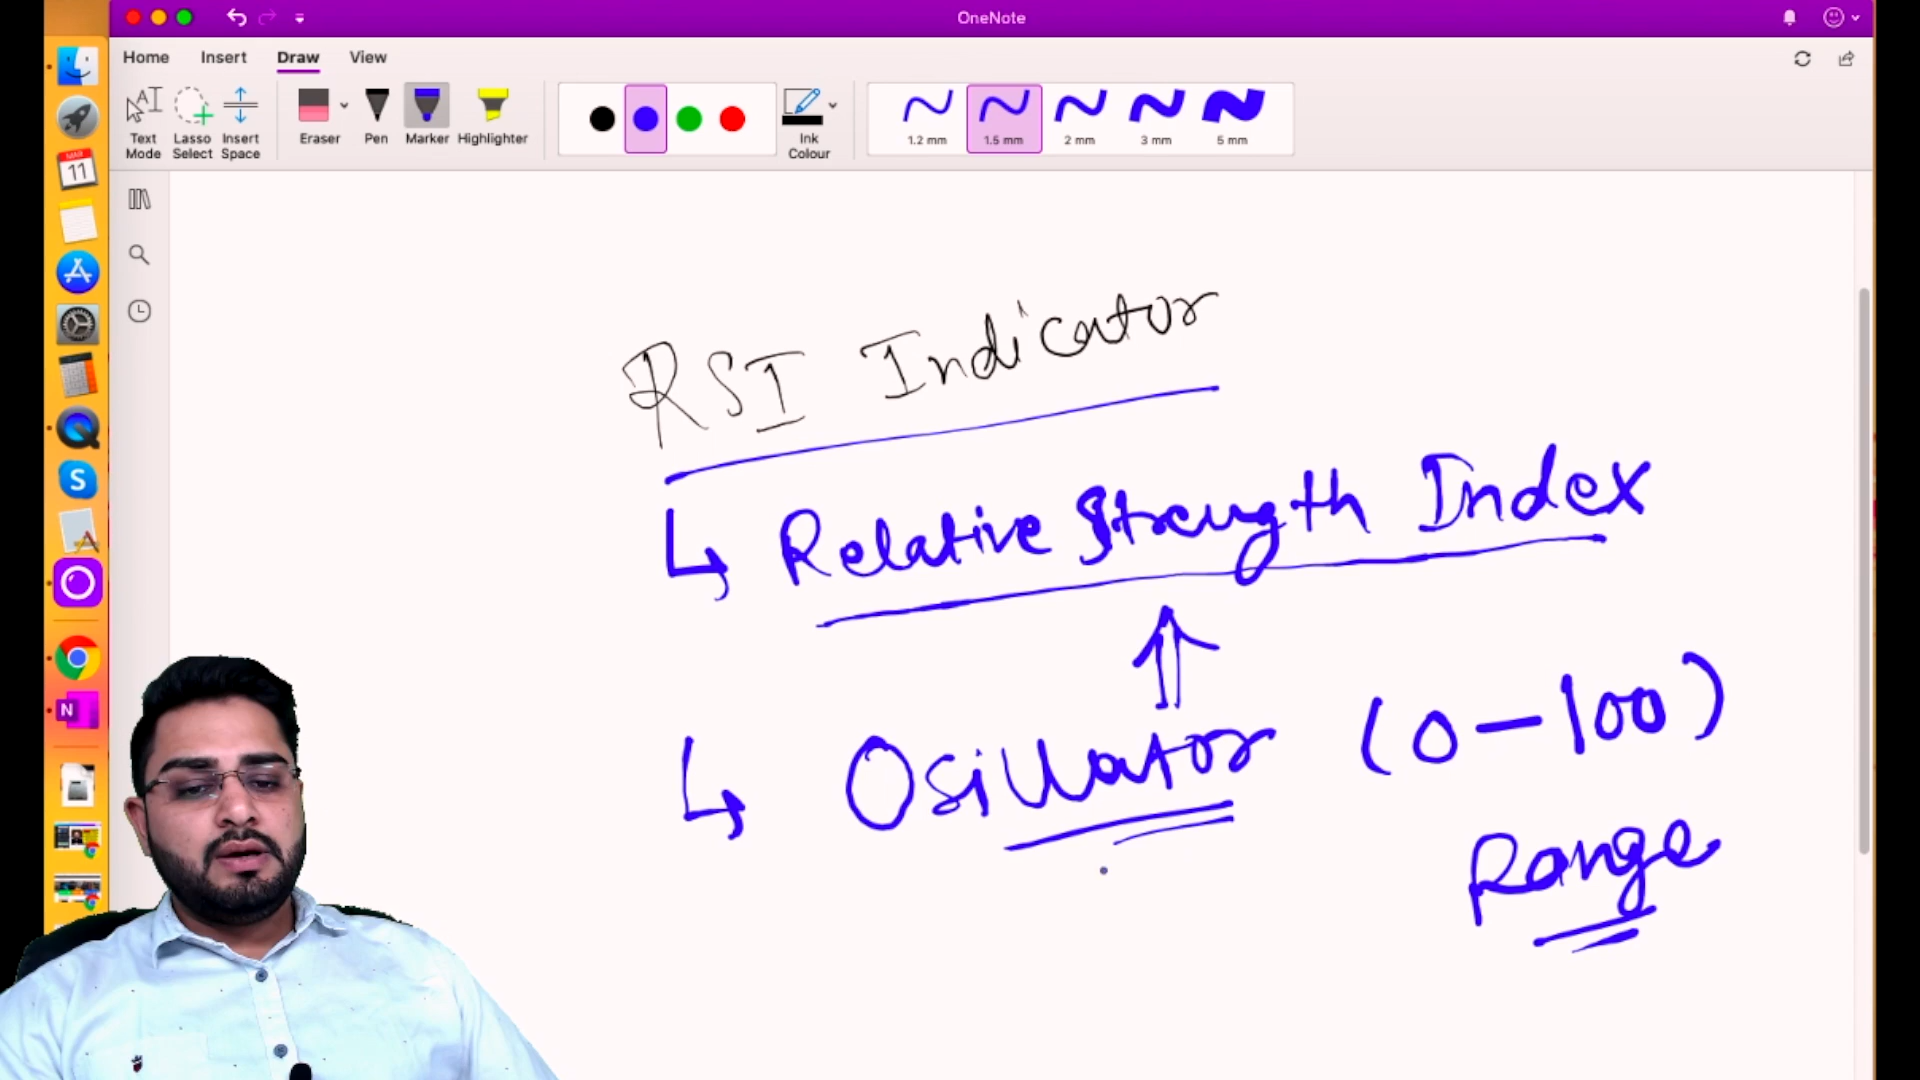 OneNote
Home Insert Draw View
Text Mode
Lasso Select
Insert Space
Eraser
Pen
Marker
Highlighter
Ink Colour
1.2 mm
1.5 mm
2 mm
3 mm
5 mm
MAR
11
S
N
RSI Indicator
Relative Strength Index
Osillator (0-100)
Range